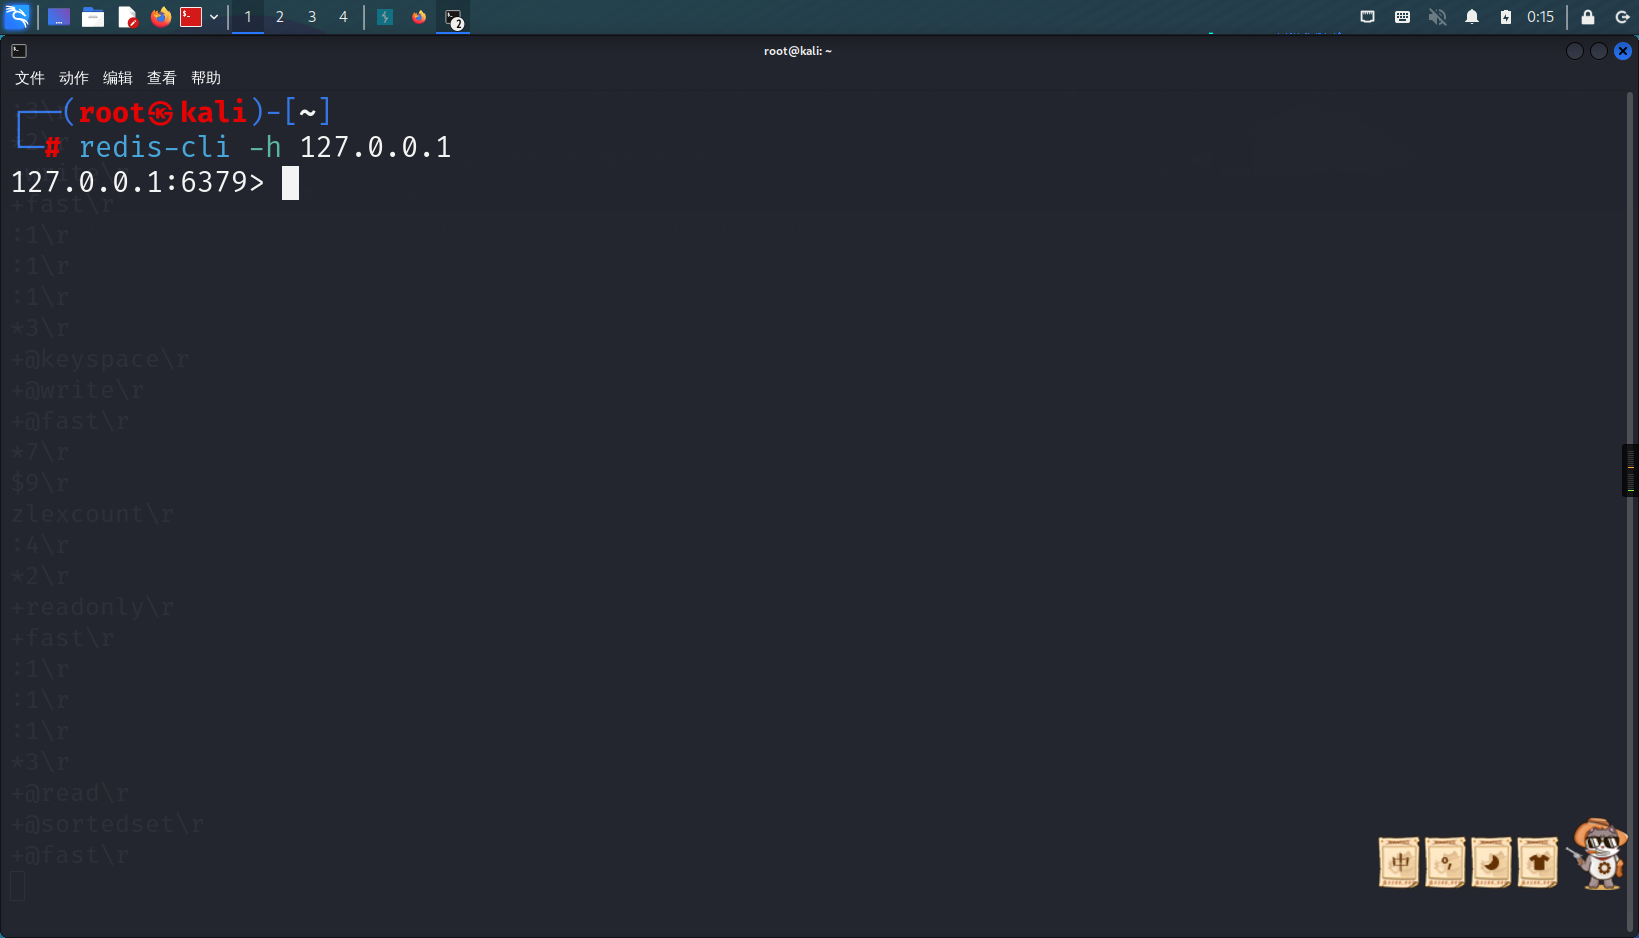 1 2 3 4 2 0:15
root@kali: ~
文件 动作 编辑 查看 帮助
┌──(root㉿kali)-[~]
└─# redis-cli -h 127.0.0.1
127.0.0.1:6379>
+fast\r
:1\r
:1\r
:1\r
*3\r
+@keyspace\r
+@write\r
+@fast\r
*7\r
$9\r
zlexcount\r
:4\r
*2\r
+readonly\r
+fast\r
:1\r
:1\r
:1\r
*3\r
+@read\r
+@sortedset\r
+@fast\r
中